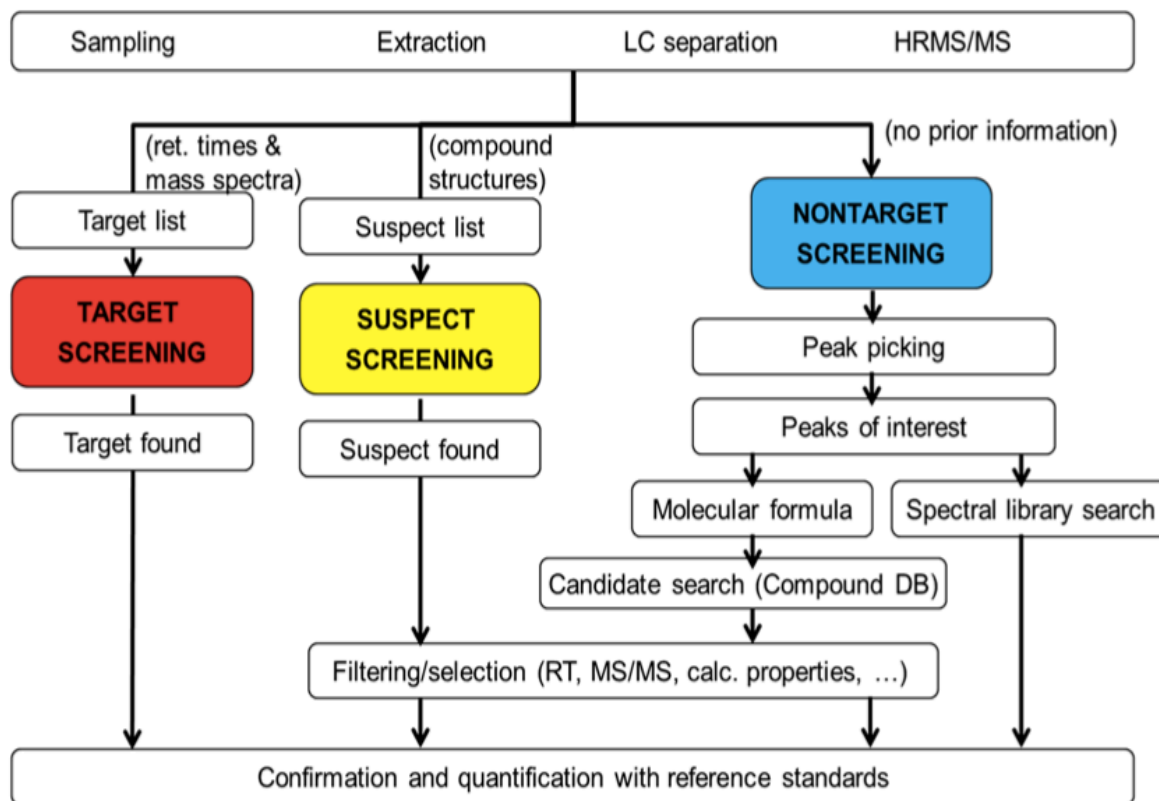 Sampling Extraction LC separation HRMS/MS
(ret. times &
mass spectra)
(compound
structures)
(no prior information)
Target list
Suspect list
NONTARGET
SCREENING
TARGET
SCREENING
SUSPECT
SCREENING
Peak picking
Target found
Suspect found
Peaks of interest
Molecular formula
Spectral library search
Candidate search (Compound DB)
Filtering/selection (RT, MS/MS, calc. properties, …)
Confirmation and quantification with reference standards